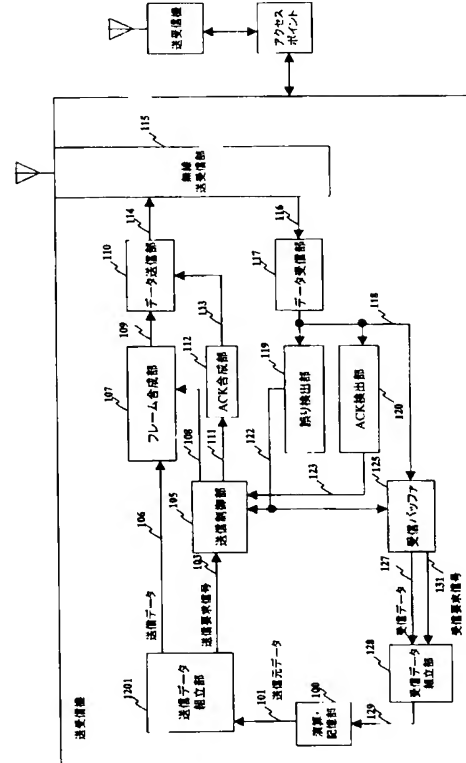 送受信機
アクセス
ポイント
送受信機
115
無線
送受信部
114
116
110
データ送信部
117
データ受信部
109
113
118
107
フレーム合成部
112
ACK合成部
119
誤り検出部
ACK検出部
120
108
111
122
123
106
送信データ
105
送信制御部
125
受信バッファ
103
送信要求信号
127
受信データ
131
受信要求信号
1201
送信データ
組立部
101
送信元データ
100
演算・
記憶部
129
128
受信データ
組立部